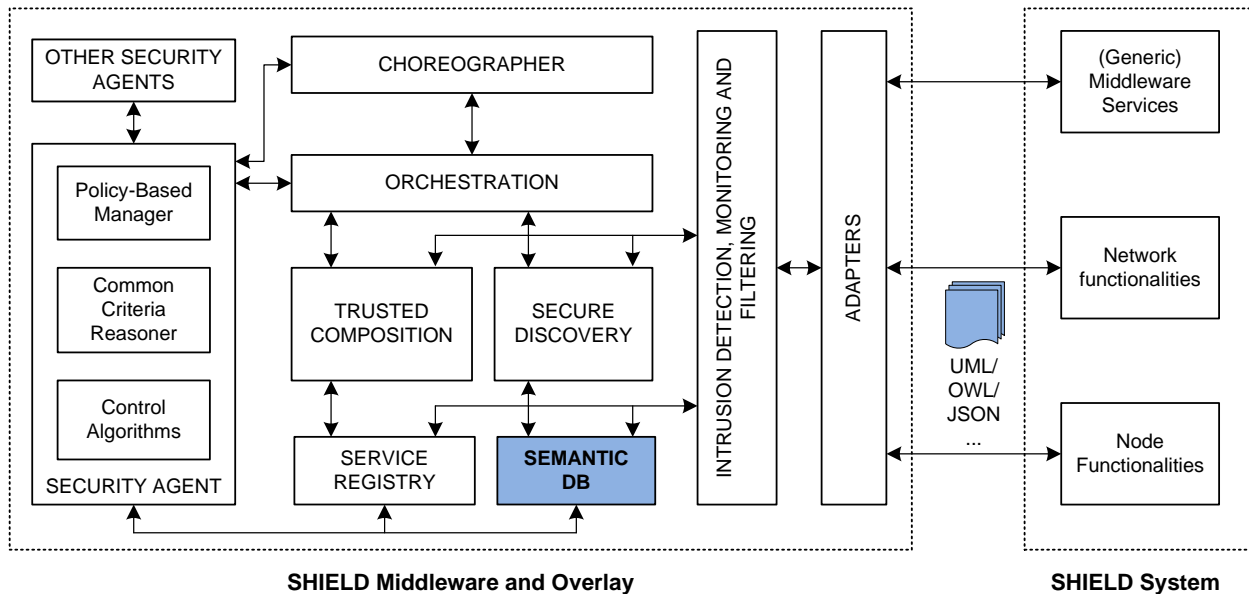 OTHER SECURITY
AGENTS
CHOREOGRAPHER
ORCHESTRATION
Policy-Based
Manager
Common
Criteria
Reasoner
Control
Algorithms
SECURITY AGENT
TRUSTED
COMPOSITION
SECURE
DISCOVERY
SERVICE
REGISTRY
SEMANTIC
DB
INTRUSION DETECTION, MONITORING AND
FILTERING
ADAPTERS
UML/
OWL/
JSON
...
(Generic)
Middleware
Services
Network
functionalities
Node
Functionalities
SHIELD Middleware and Overlay
SHIELD System